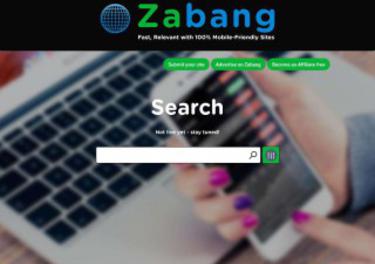 Zabang
Fast, Relevant with 100% Mobile-Friendly Sites
Submit your site
Advertise on Zabang
Become an Affiliate free
Search
Not live yet - stay tuned!